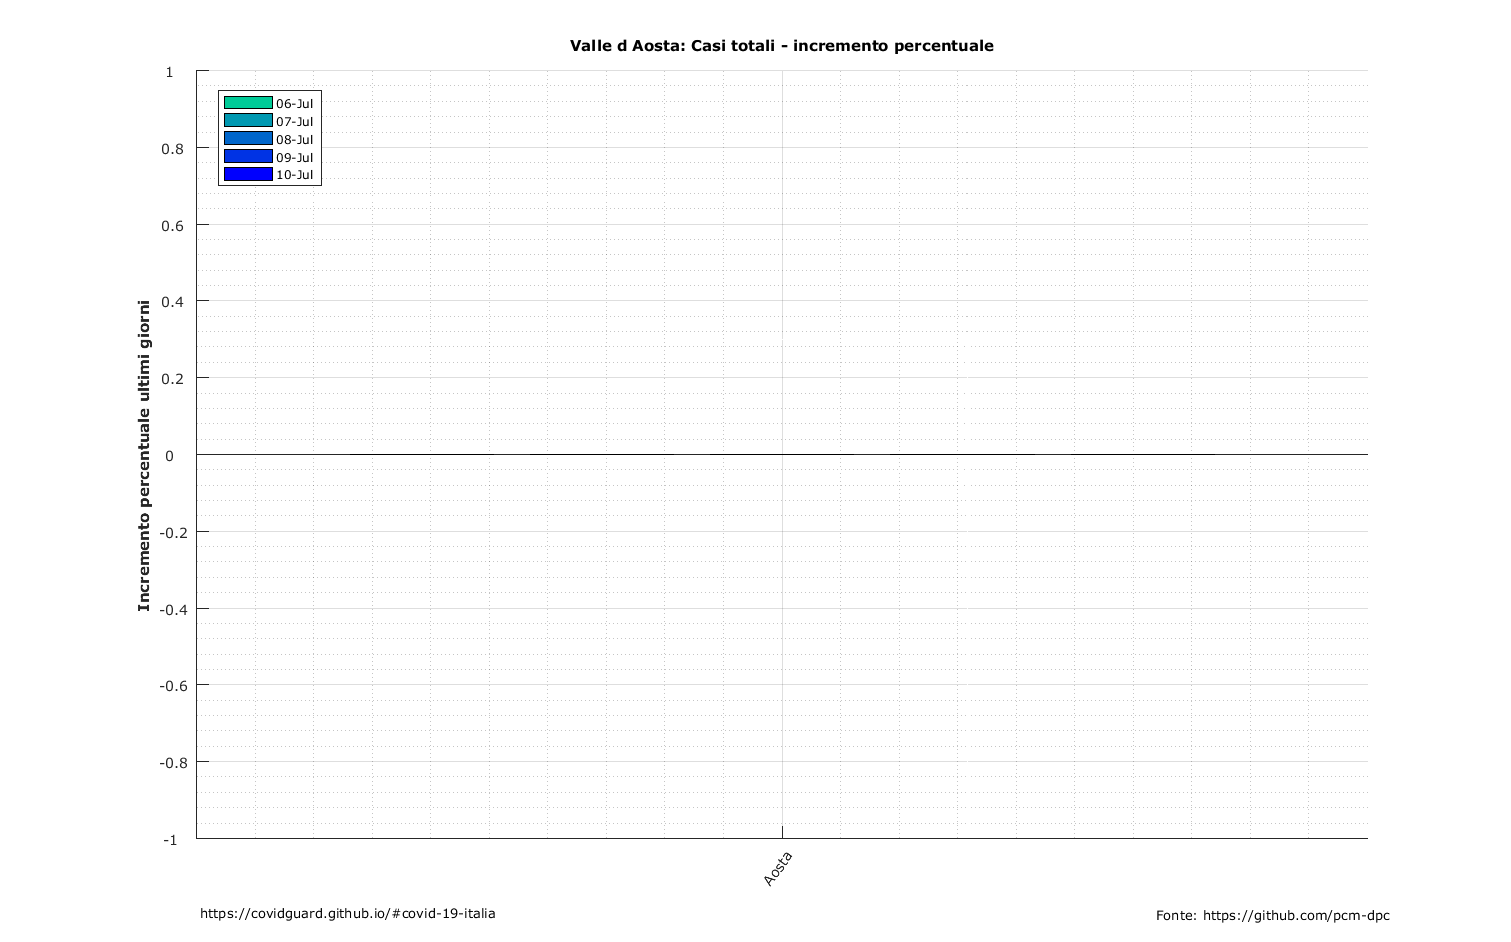 Valle d Aosta: Casi totali - incremento percentuale
1
0.8
0.6
0.4
0.2
0
-0.2
-0.4
-0.6
-0.8
-1
06-Jul
07-Jul
08-Jul
09-Jul
10-Jul
Incremento percentuale ultimi giorni
Aosta
https://covidguard.github.io/#covid-19-italia
Fonte: https://github.com/pcm-dpc